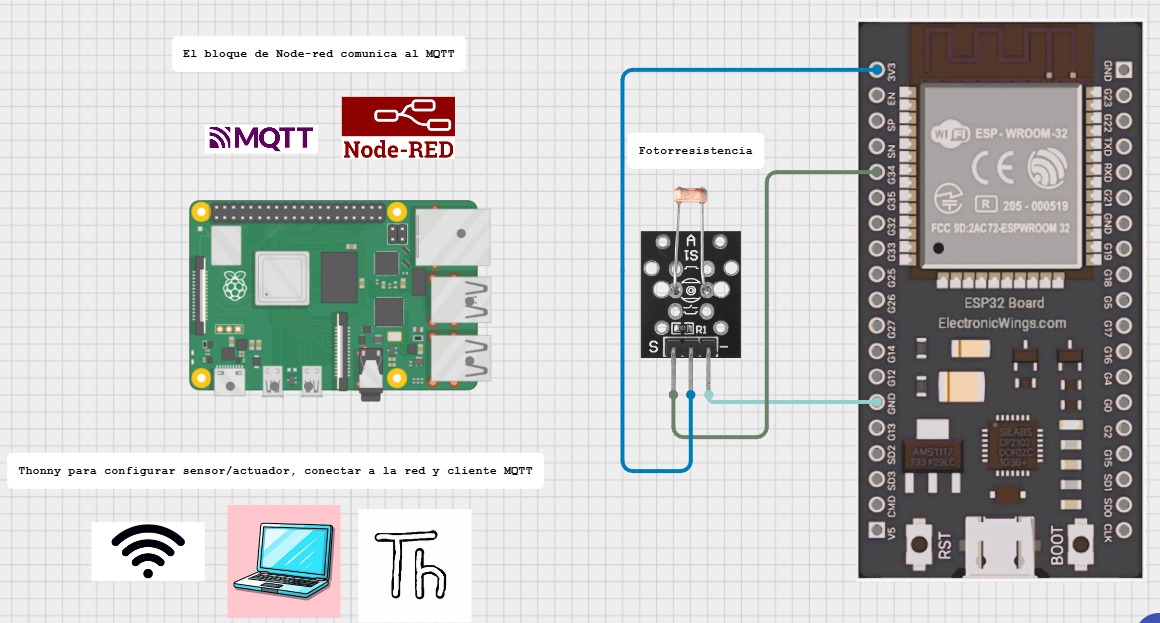 El bloque de Node-red comunica al MQTT
MQTT
Node-RED
Fotorresistencia
A
S1
R1
S
-
Thonny para configurar sensor/actuador, conectar a la red y cliente MQTT
Th
3V3
EN
SP
SN
G34
G35
G32
G33
G25
G26
G27
G14
G12
GND
G13
SD2
SD3
CMD
V5
WiFi
ESP-WROOM-32
CE
R
205-000519
FCC 9D:2AC72-ESPWROOM 32
ESP32 Board
ElectronicWings.com
AMS1117
SILABS
CP2102
RST
BOOT
GND
G23
G22
TXD
RXD
G21
GND
G19
G18
G5
G17
G16
G4
G0
G2
G15
SD1
SD0
CLK